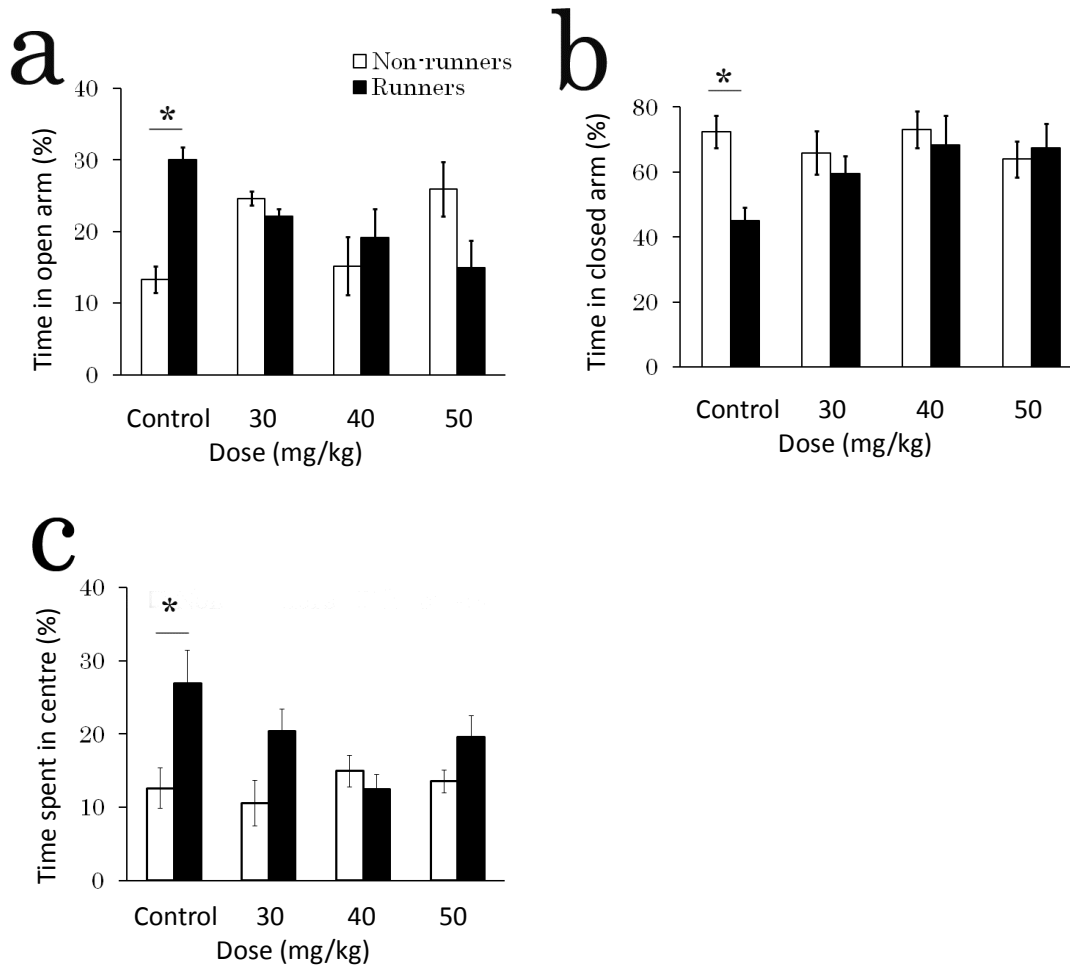 a
Non-runners
Runners
Time in open arm (%)
40
30
20
10
0
*
Control 30 40 50
Dose (mg/kg)
b
Time in closed arm (%)
80
60
40
20
0
*
Control 30 40 50
Dose (mg/kg)
c
Time spent in centre (%)
40
30
20
10
0
*
Control 30 40 50
Dose (mg/kg)